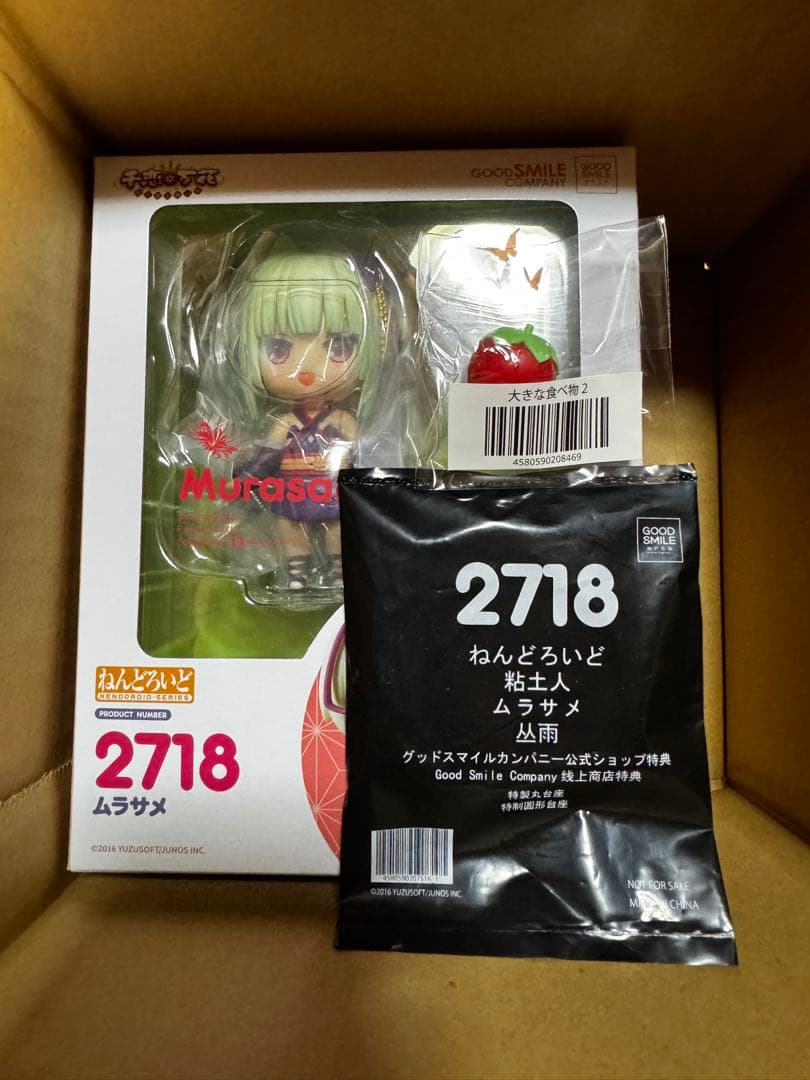 千恋*万花
GOOD SMILE
COMPANY
GOOD
SMILE
大きな食べ物 2
4580590208469
Murasa
ねんどろいど
NENDOROID-SERIES
PRODUCT NUMBER
2718
ムラサメ
©2016 YUZUSOFT/JUNOS INC.
GOOD
SMILE
2718
ねんどろいど
粘土人
ムラサメ
丛雨
グッドスマイルカンパニー公式ショップ特典
Good Smile Company 线上商店特典
特製丸台座
特制圆形台座
©2016 YUZUSOFT/JUNOS INC.
NOT FOR SALE
MADE IN CHINA